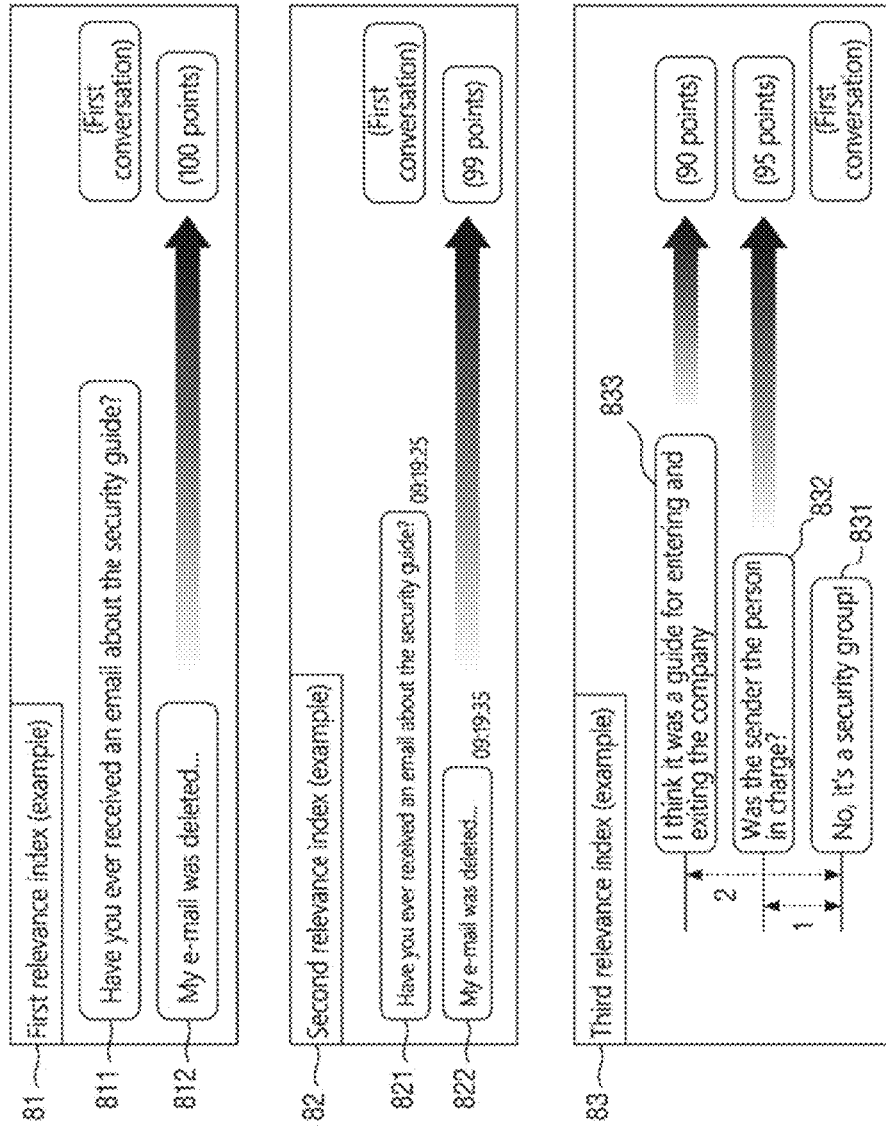 81
First relevance index (example)
811
Have you ever received an email about the security guide?
(First
conversation)
812
My e-mail was deleted...
(100 points)
82
Second relevance index (example)
821
Have you ever received an email about the security guide?
09:19:25
(First
conversation)
822
My e-mail was deleted...
09:19:35
(99 points)
83
Third relevance index (example)
833
I think it was a guide for entering and
exiting the company
(90 points)
2
Was the sender the person
in charge?
832
(95 points)
1
No, it's a security group!
831
(First
conversation)